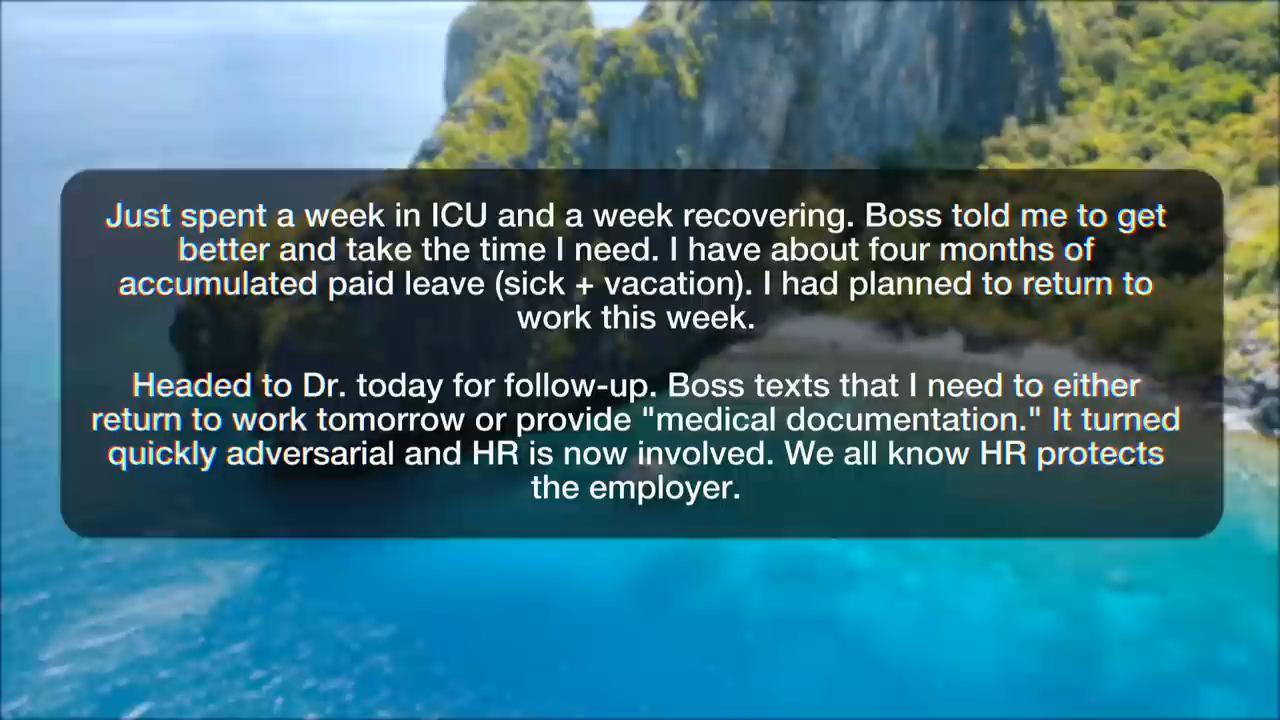 Just spent a week in ICU and a week recovering. Boss told me to get
better and take the time I need. I have about four months of
accumulated paid leave (sick + vacation). I had planned to return to
work this week.
Headed to Dr. today for follow-up. Boss texts that I need to either
return to work tomorrow or provide "medical documentation." It turned
quickly adversarial and HR is now involved. We all know HR protects
the employer.